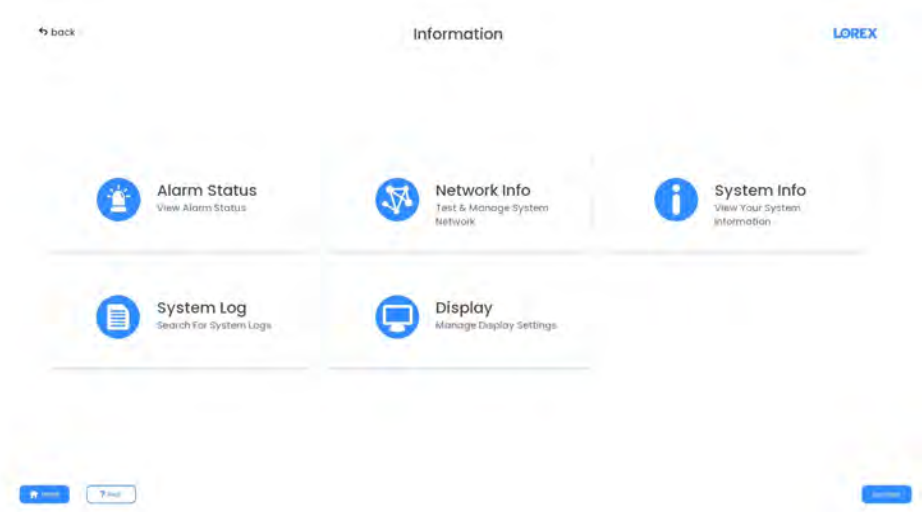 back
Information
LOREX
Alarm Status
View Alarm Status
Network Info
Test & Manage System
Network
System Info
View Your System
Information
System Log
Search For System Logs
Display
Manage Display Settings